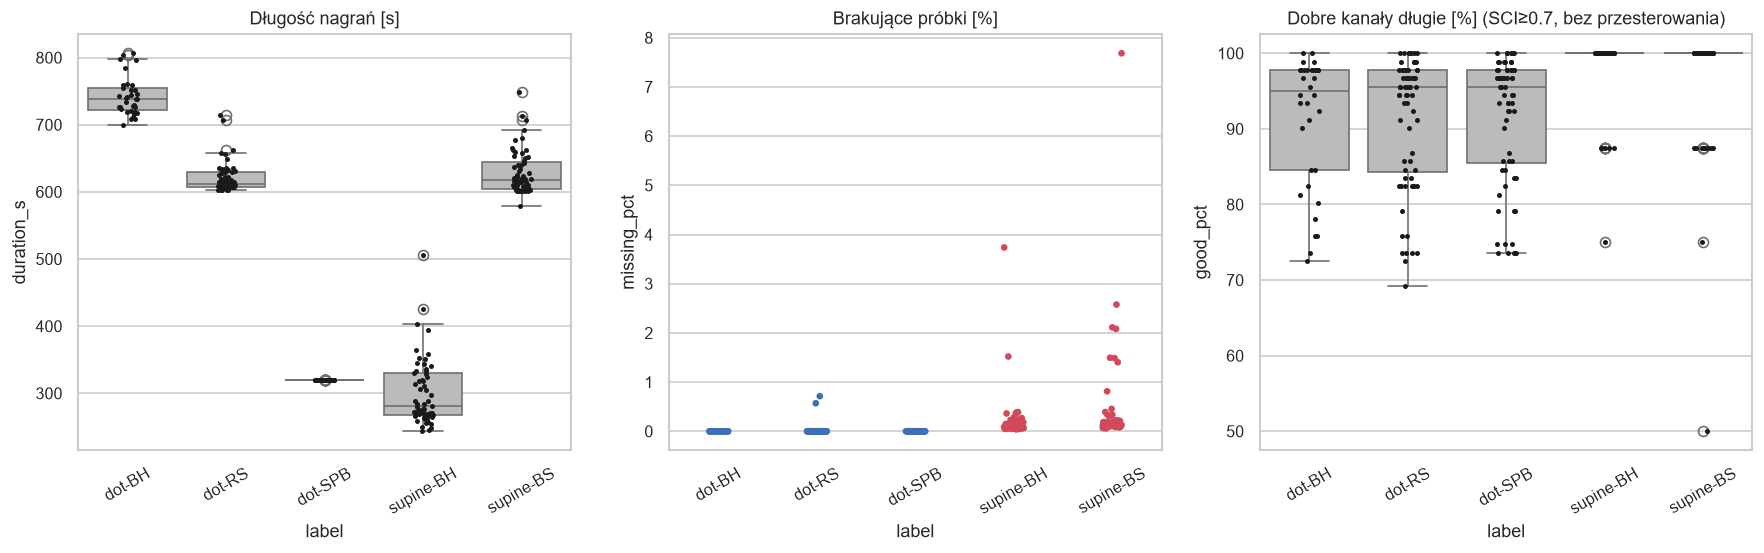 Długość nagrań [s]
duration_s
800
700
600
500
400
300
dot-BH
dot-RS
dot-SPB
supine-BH
supine-BS
label
Brakujące próbki [%]
missing_pct
8
7
6
5
4
3
2
1
0
dot-BH
dot-RS
dot-SPB
supine-BH
supine-BS
label
Dobre kanały długie [%] (SCI≥0.7, bez przesterowania)
good_pct
100
90
80
70
60
50
dot-BH
dot-RS
dot-SPB
supine-BH
supine-BS
label